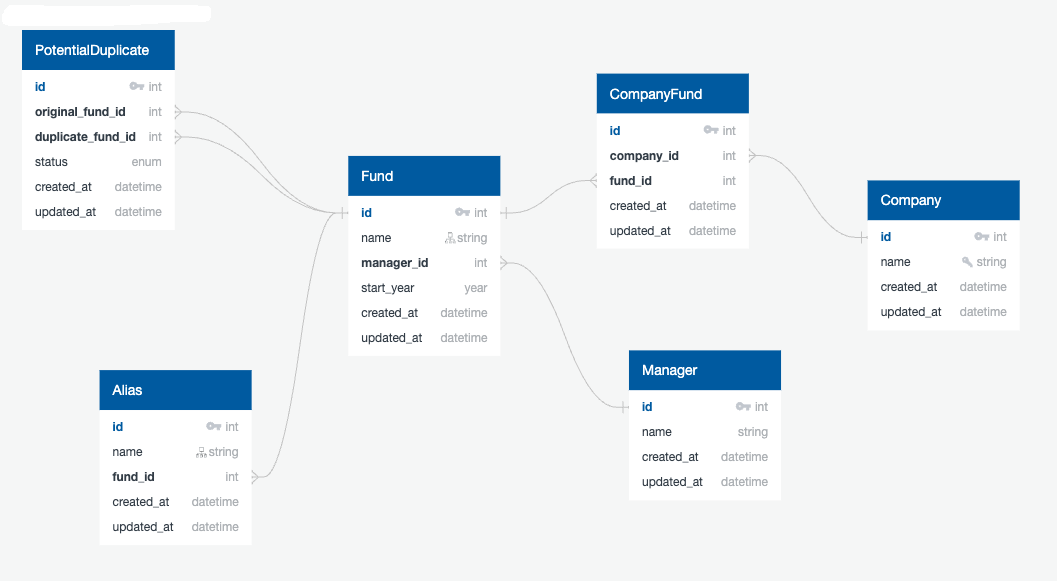 PotentialDuplicate
id int
original_fund_id int
duplicate_fund_id int
status enum
created_at datetime
updated_at datetime
Fund
id int
name string
manager_id int
start_year year
created_at datetime
updated_at datetime
CompanyFund
id int
company_id int
fund_id int
created_at datetime
updated_at datetime
Company
id int
name string
created_at datetime
updated_at datetime
Alias
id int
name string
fund_id int
created_at datetime
updated_at datetime
Manager
id int
name string
created_at datetime
updated_at datetime